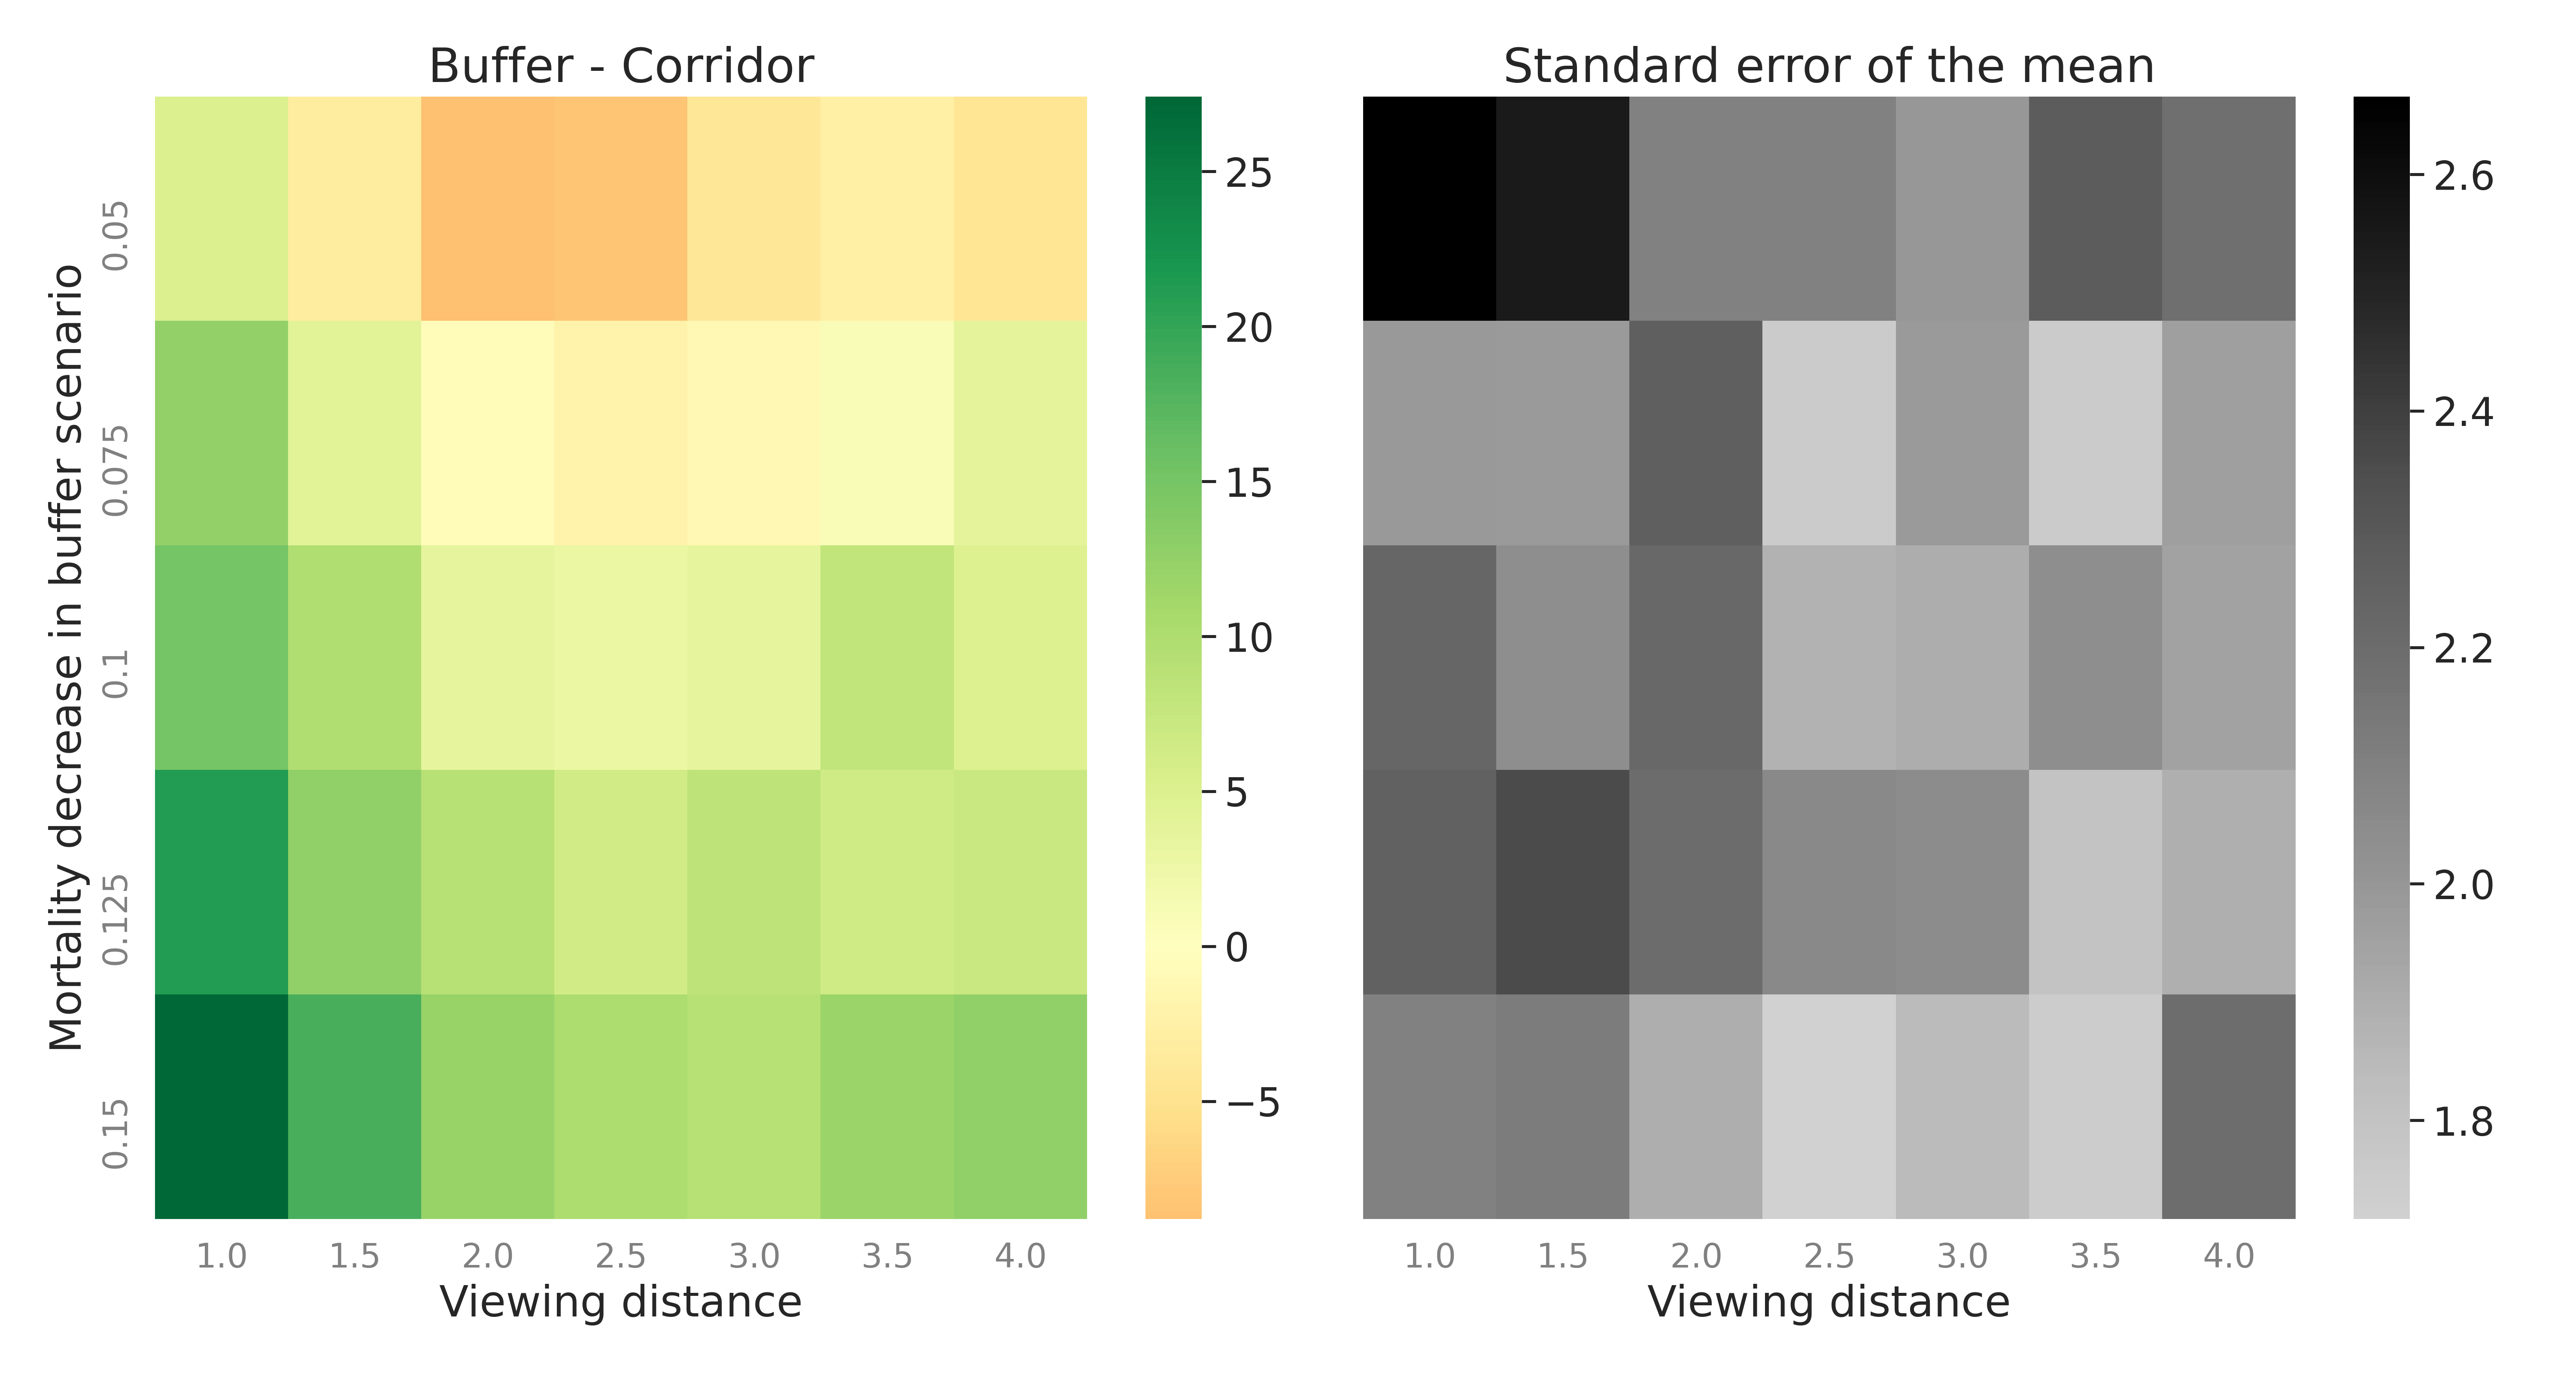 Buffer - Corridor
Mortality decrease in buffer scenario
0.05
0.075
0.1
0.125
0.15
1.0 1.5 2.0 2.5 3.0 3.5 4.0
Viewing distance
25
20
15
10
5
0
−5
Standard error of the mean
1.0 1.5 2.0 2.5 3.0 3.5 4.0
Viewing distance
2.6
2.4
2.2
2.0
1.8